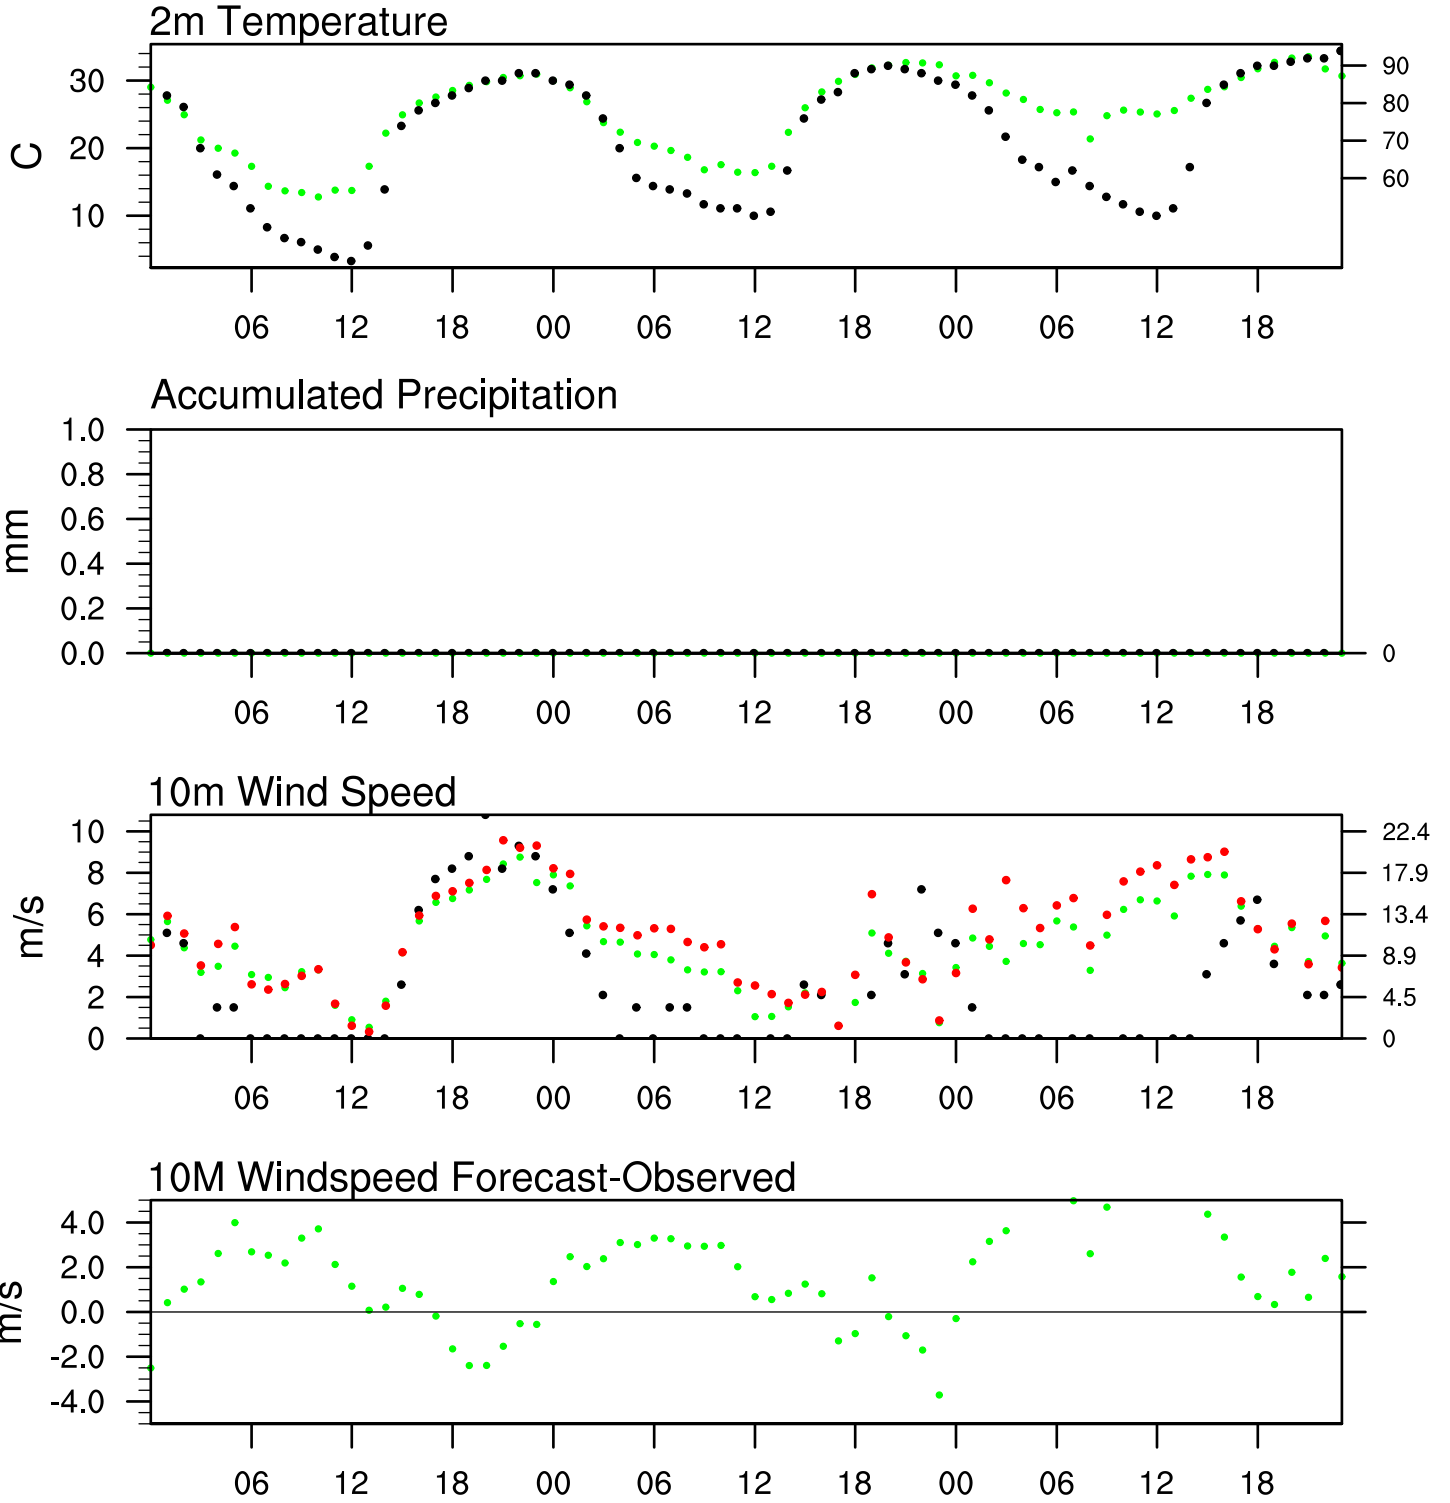 2m Temperature
C
30
20
10
90
80
70
60
06 12 18 00 06 12 18 00 06 12 18
Accumulated Precipitation
mm
1.0
0.8
0.6
0.4
0.2
0.0
0
06 12 18 00 06 12 18 00 06 12 18
10m Wind Speed
m/s
10
8
6
4
2
0
22.4
17.9
13.4
8.9
4.5
0
06 12 18 00 06 12 18 00 06 12 18
10M Windspeed Forecast-Observed
m/s
4.0
2.0
0.0
-2.0
-4.0
06 12 18 00 06 12 18 00 06 12 18